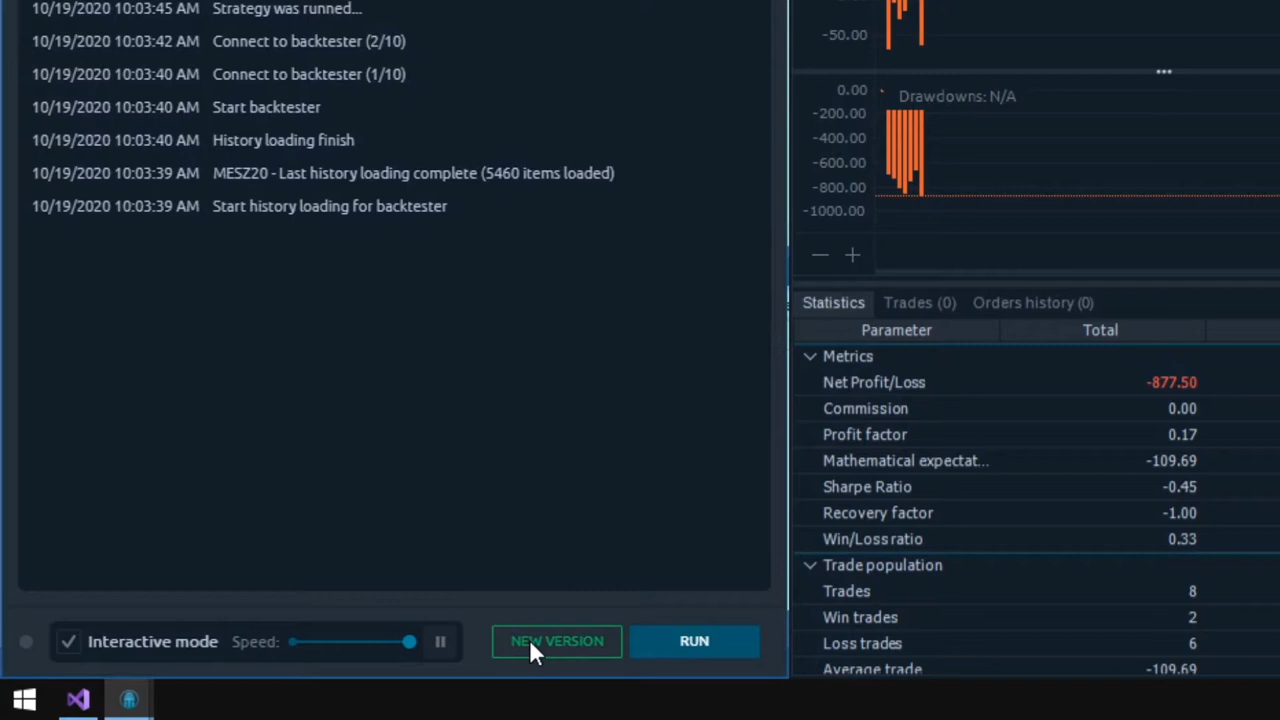 10/19/2020 10:03:45 AM Strategy was runned...
10/19/2020 10:03:42 AM Connect to backtester (2/10)
10/19/2020 10:03:40 AM Connect to backtester (1/10)
10/19/2020 10:03:40 AM Start backtester
10/19/2020 10:03:40 AM History loading finish
10/19/2020 10:03:39 AM MESZ20 - Last history loading complete (5460 items loaded)
10/19/2020 10:03:39 AM Start history loading for backtester
Interactive mode Speed: NEW VERSION RUN
-50.00
0.00 Drawdowns: N/A
-200.00
-400.00
-600.00
-800.00
-1000.00
Statistics Trades (0) Orders history (0)
Parameter Total
Metrics
Net Profit/Loss -877.50
Commission 0.00
Profit factor 0.17
Mathematical expectat... -109.69
Sharpe Ratio -0.45
Recovery factor -1.00
Win/Loss ratio 0.33
Trade population
Trades 8
Win trades 2
Loss trades 6
Average trade -109.69